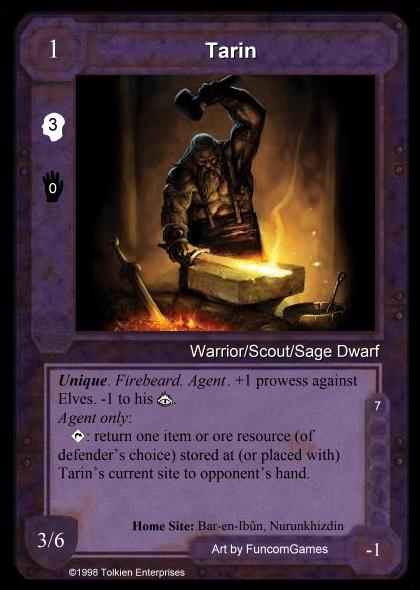 1
Tarin
3
0
Warrior/Scout/Sage Dwarf
Unique. Firebeard. Agent. +1 prowess against
Elves. -1 to his .
7
Agent only:
: return one item or ore resource (of
defender's choice) stored at (or placed with)
Tarin's current site to opponent's hand.
Home Site: Bar-en-Ibûn, Nurunkhizdín
3/6
Art by FuncomGames
-1
©1998 Tolkien Enterprises